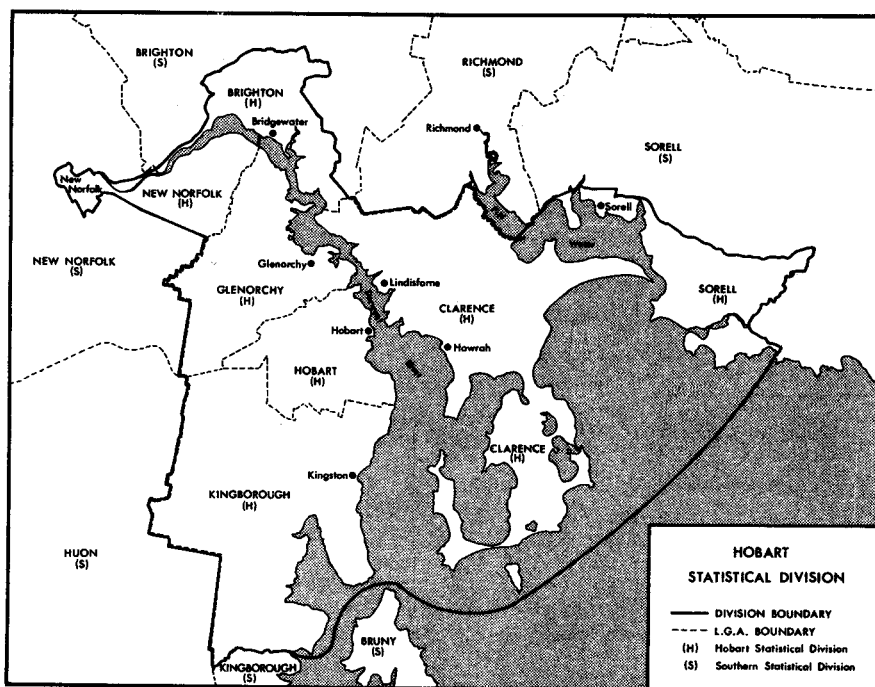 BRIGHTON
(S)
RICHMOND
(S)
BRIGHTON
(H)
Bridgewater
Richmond
SORELL
(S)
New
Norfolk
NEW NORFOLK
(H)
Sorell
Water
NEW NORFOLK
(S)
Glenorchy
GLENORCHY
(H)
Lindisfarne
CLARENCE
(H)
SORELL
(H)
Hobart
Howrah
HOBART
(H)
CLARENCE
(H)
Kingston
KINGBOROUGH
(H)
HUON
(S)
BRUNY
(S)
KINGBOROUGH
(S)
HOBART
STATISTICAL DIVISION
DIVISION BOUNDARY
L.G.A. BOUNDARY
(H) Hobart Statistical Division
(S) Southern Statistical Division